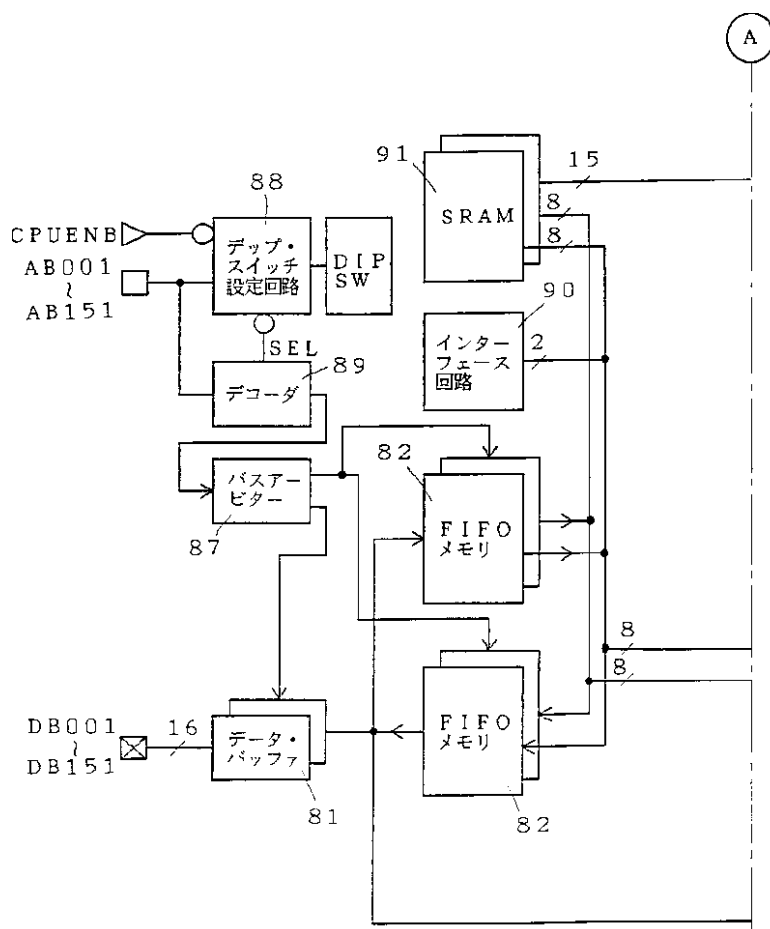 A
91
15
SRAM
8
8
88
CPUENB
デップ・
スイッチ
設定回路
DIP
SW
AB001
~
AB151
90
インター
フェース
回路
2
SEL
89
デコーダ
82
バスアー
ビター
87
FIFO
メモリ
8
8
FIFO
メモリ
82
DB001
~
DB151
16
データ・
バッファ
81